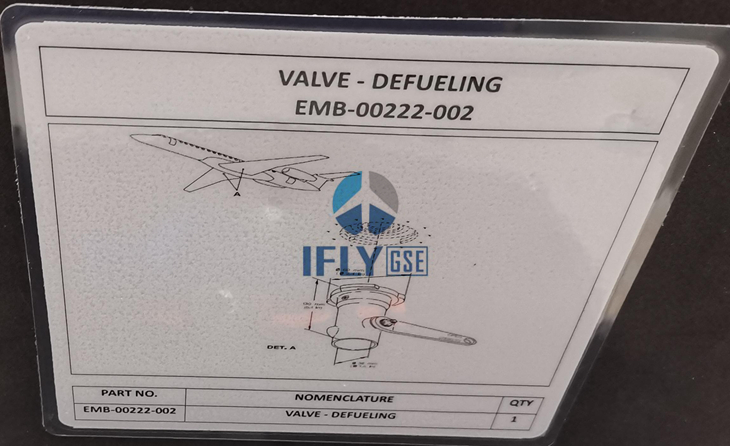 VALVE - DEFUELING
EMB-00222-002
A
IFLY GSE
DET. A
PART NO. NOMENCLATURE QTY
EMB-00222-002 VALVE - DEFUELING 1